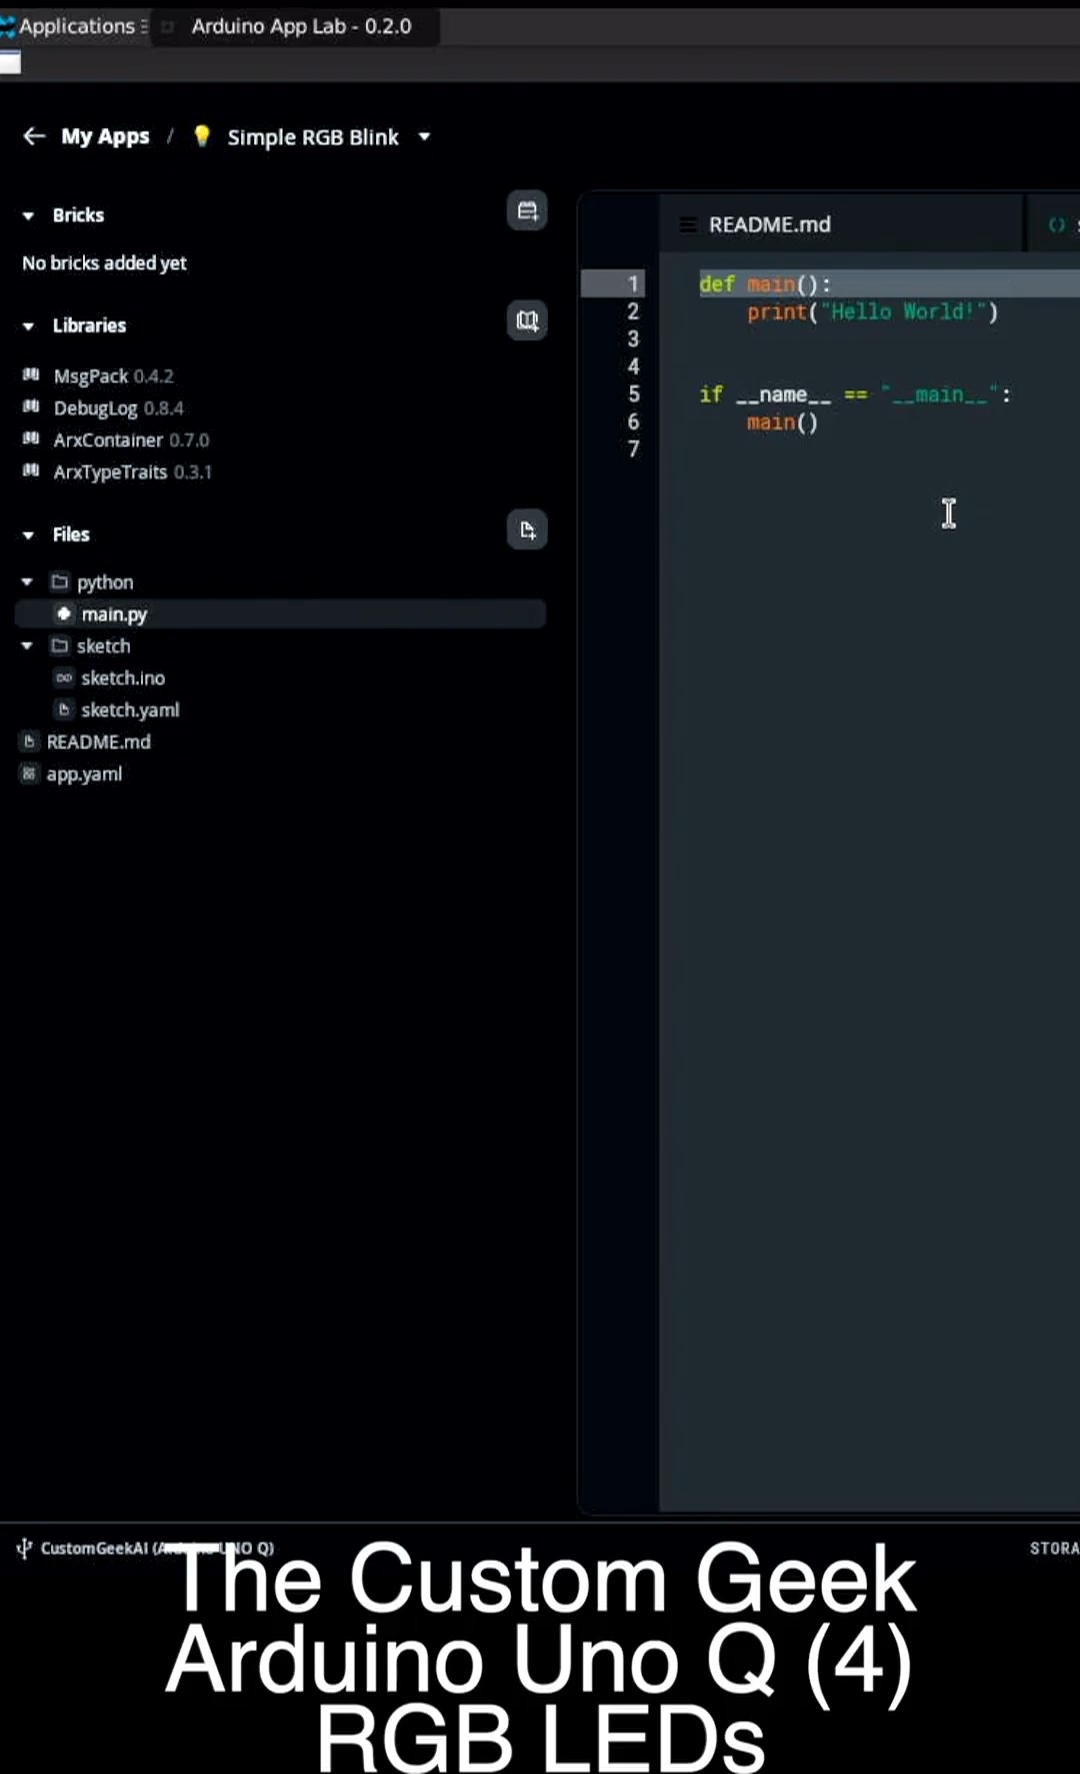 Applications
Arduino App Lab - 0.2.0
My Apps / Simple RGB Blink
Bricks
No bricks added yet
Libraries
MsgPack 0.4.2
DebugLog 0.8.4
ArxContainer 0.7.0
ArxTypeTraits 0.3.1
Files
python
main.py
sketch
sketch.ino
sketch.yaml
README.md
app.yaml
README.md
1 def main():
2 print("Hello World!")
3
4
5 if __name__ == "__main__":
6 main()
7
CustomGeekAI (Arduino UNO Q)
STORA
The Custom Geek
Arduino Uno Q (4)
RGB LEDs